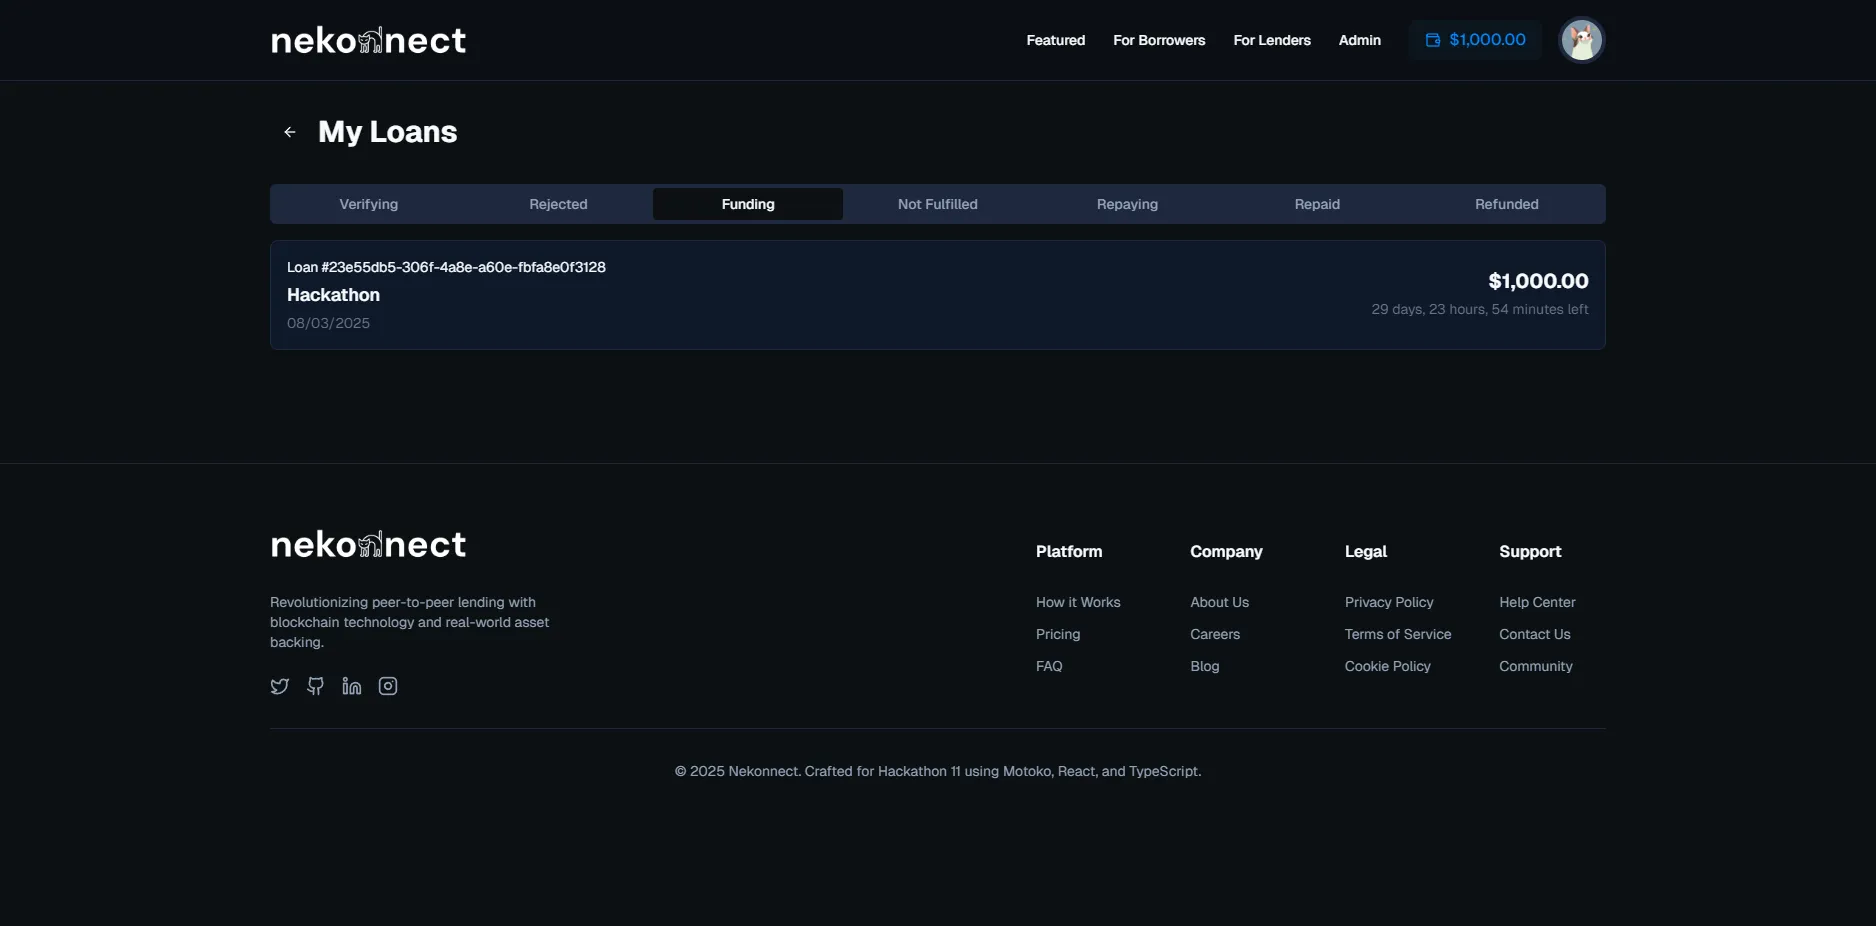 nekonnect
Featured
For Borrowers
For Lenders
Admin
$1,000.00
My Loans
Verifying
Rejected
Funding
Not Fulfilled
Repaying
Repaid
Refunded
Loan #23e55db5-306f-4a8e-a60e-fbfa8e0f3128
Hackathon
08/03/2025
$1,000.00
29 days, 23 hours, 54 minutes left
nekonnect
Revolutionizing peer-to-peer lending with
blockchain technology and real-world asset
backing.
Platform
How it Works
Pricing
FAQ
Company
About Us
Careers
Blog
Legal
Privacy Policy
Terms of Service
Cookie Policy
Support
Help Center
Contact Us
Community
© 2025 Nekonnect. Crafted for Hackathon 11 using Motoko, React, and TypeScript.